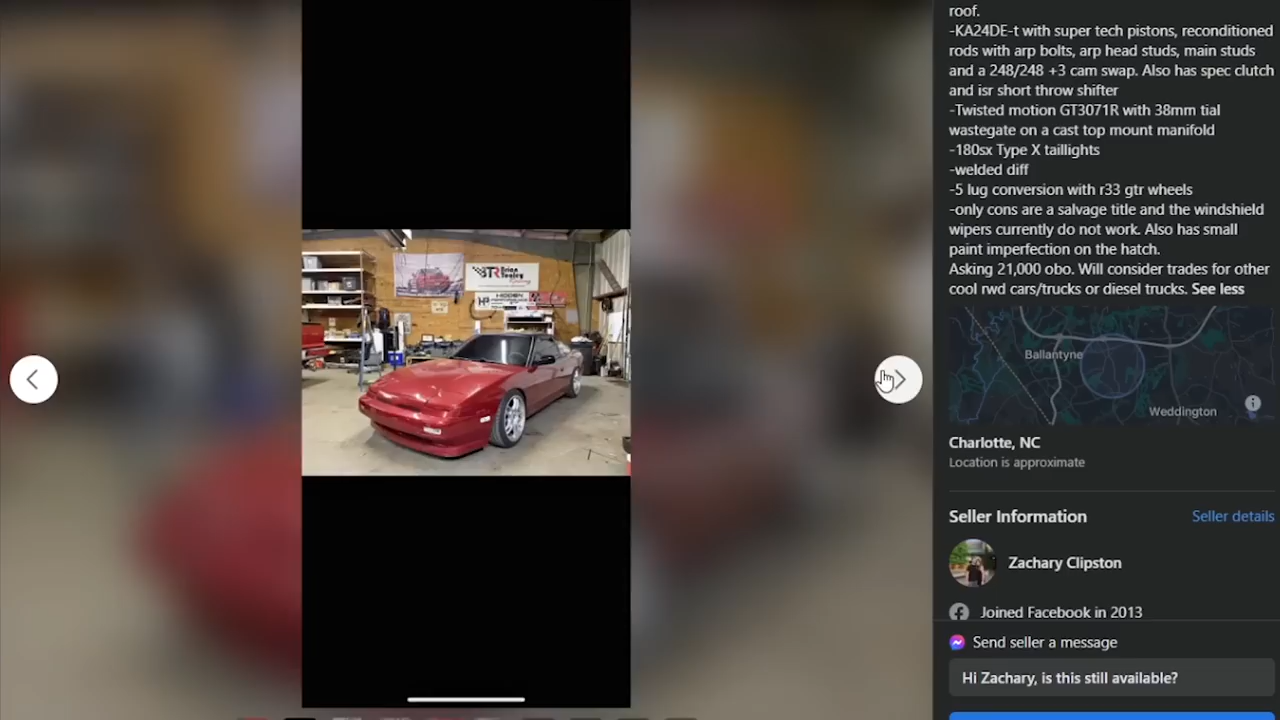 roof.
-KA24DE-t with super tech pistons, reconditioned
rods with arp bolts, arp head studs, main studs
and a 248/248 +3 cam swap. Also has spec clutch
and isr short throw shifter
-Twisted motion GT3071R with 38mm tial
wastegate on a cast top mount manifold
-180sx Type X taillights
-welded diff
-5 lug conversion with r33 gtr wheels
-only cons are a salvage title and the windshield
wipers currently do not work. Also has small
paint imperfection on the hatch.
Asking 21,000 obo. Will consider trades for other
cool rwd cars/trucks or diesel trucks. See less
Ballantyne
Weddington
Charlotte, NC
Location is approximate
Seller Information
Seller details
Zachary Clipston
Joined Facebook in 2013
Send seller a message
Hi Zachary, is this still available?